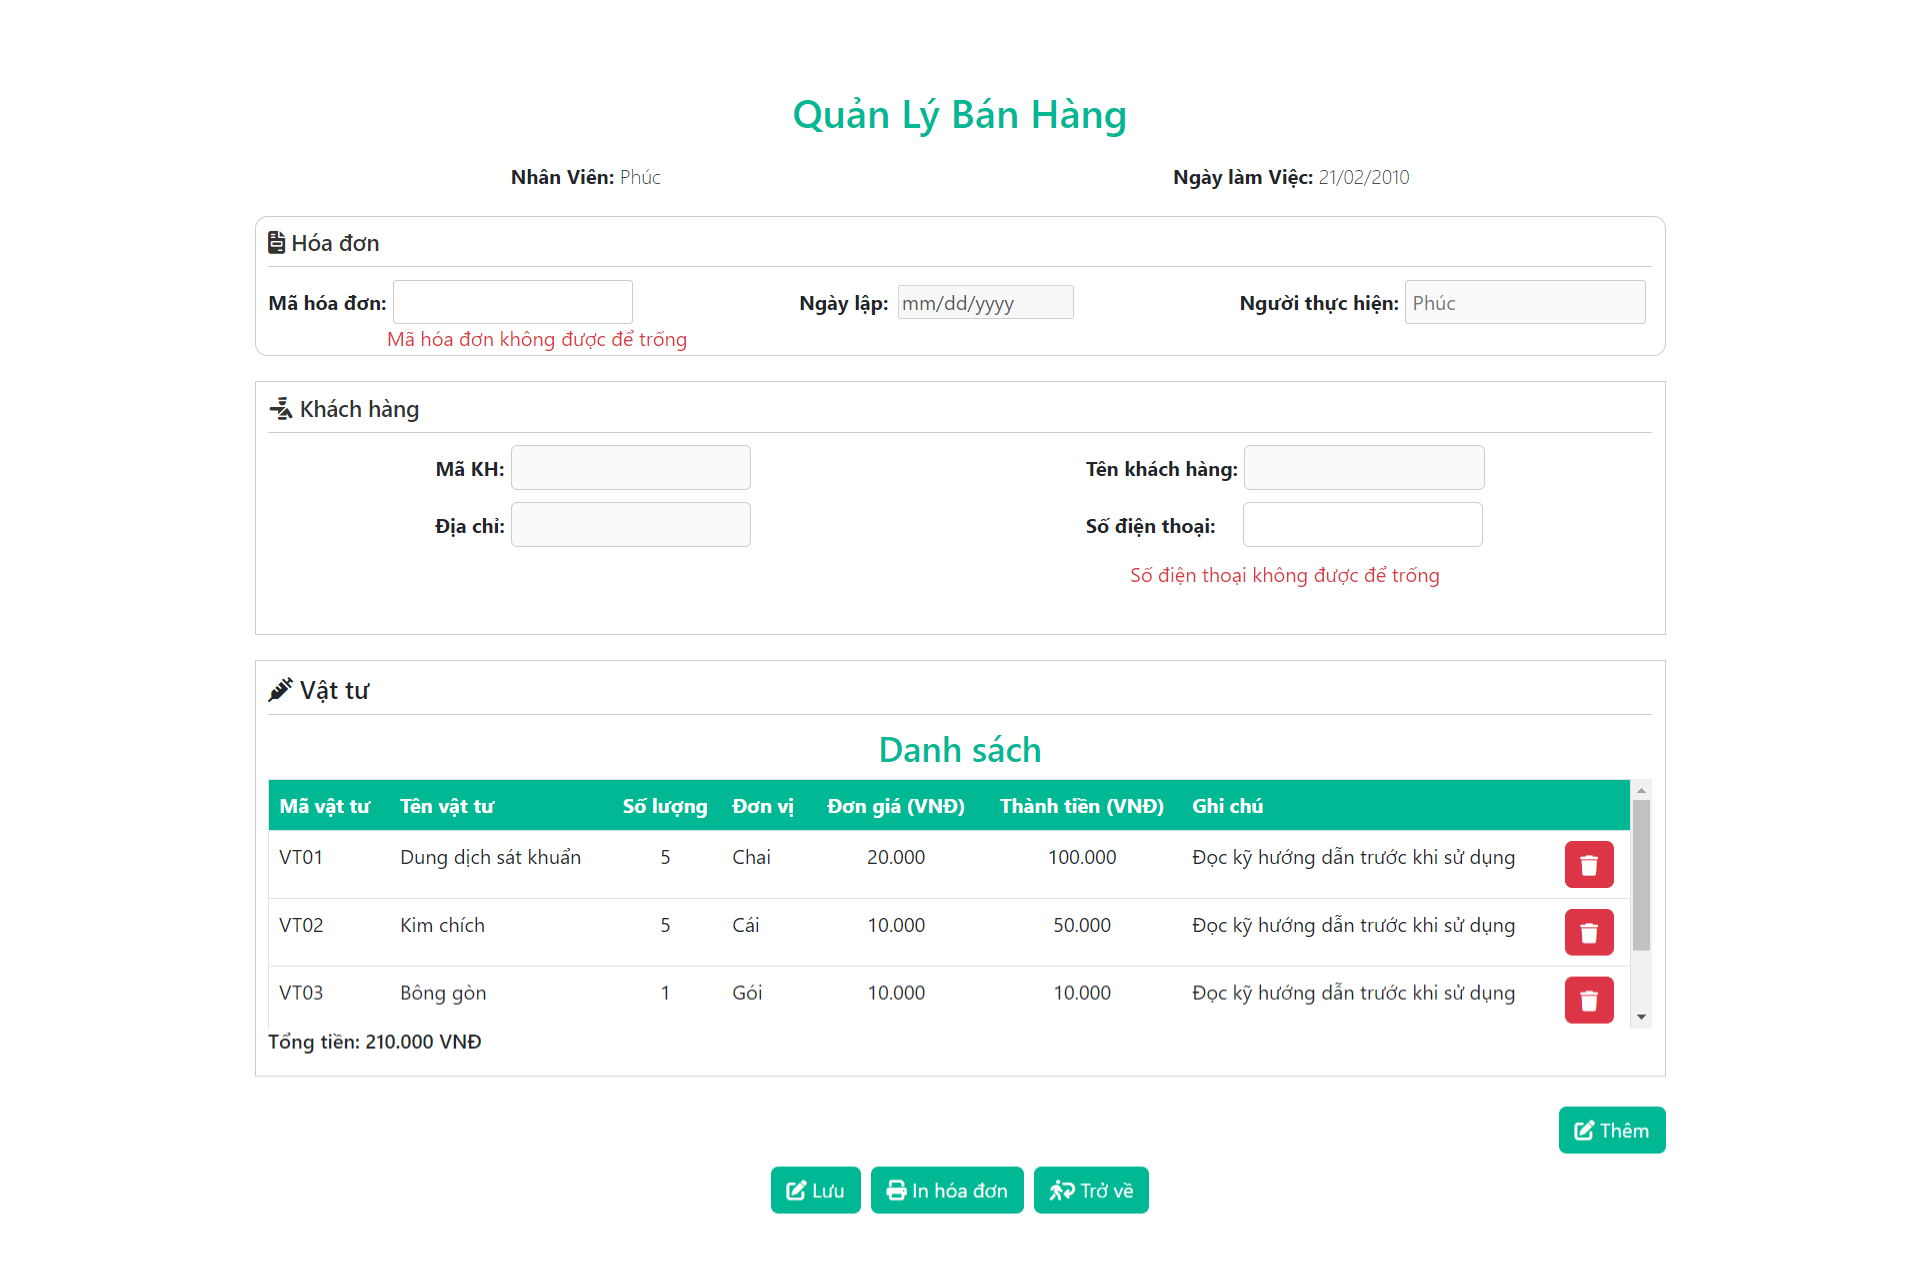 Quản Lý Bán Hàng
Nhân Viên: Phúc Ngày làm Việc: 21/02/2010
Hóa đơn
Mã hóa đơn: Ngày lập: mm/dd/yyyy Người thực hiện: Phúc
Mã hóa đơn không được để trống
Khách hàng
Mã KH: Tên khách hàng:
Địa chỉ: Số điện thoại:
Số điện thoại không được để trống
Vật tư
Danh sách
Mã vật tư Tên vật tư Số lượng Đơn vị Đơn giá (VNĐ) Thành tiền (VNĐ) Ghi chú
VT01 Dung dịch sát khuẩn 5 Chai 20.000 100.000 Đọc kỹ hướng dẫn trước khi sử dụng
VT02 Kim chích 5 Cái 10.000 50.000 Đọc kỹ hướng dẫn trước khi sử dụng
VT03 Bông gòn 1 Gói 10.000 10.000 Đọc kỹ hướng dẫn trước khi sử dụng
Tổng tiền: 210.000 VNĐ
Thêm
Lưu In hóa đơn Trở về